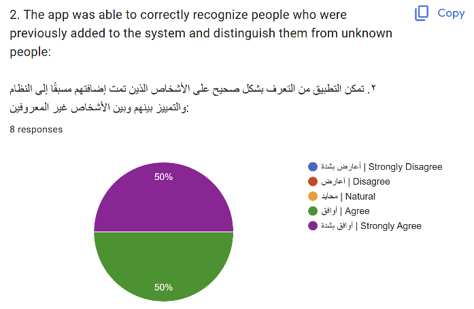 2. The app was able to correctly recognize people who were
Copy
previously added to the system and distinguish them from unknown
people:
٢. تمكن التطبيق من التعرف بشكل صحيح على الأشخاص الذين تمت إضافتهم مسبقًا إلى النظام
والتمييز بينهم وبين الأشخاص غير المعروفين:
8 responses
50%
50%
أعارض بشدة | Strongly Disagree
أعارض | Disagree
محايد | Natural
أوافق | Agree
أوافق بشدة | Strongly Agree